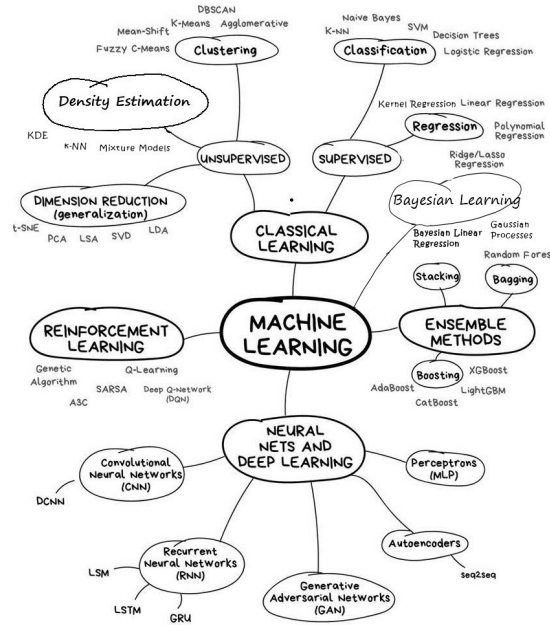 DBSCAN
Mean-Shift
K-Means
Agglomerative
Fuzzy C-Means
Clustering
Naive Bayes
K-NN
SVM
Decision Trees
Classification
Logistic Regression
Density Estimation
KDE
K-NN
Mixture Models
UNSUPERVISED
SUPERVISED
Kernel Regression
Linear Regression
Regression
Polynomial
Regression
Ridge/Lasso
Regression
DIMENSION REDUCTION
(generalization)
t-SNE
PCA
LSA
SVD
LDA
CLASSICAL
LEARNING
Bayesian Learning
Bayesian Linear
Regression
Gaussian
Processes
Random Fores
Stacking
Bagging
MACHINE
LEARNING
ENSEMBLE
METHODS
Boosting
XGBoost
AdaBoost
LightGBM
CatBoost
REINFORCEMENT
LEARNING
Genetic
Algorithm
Q-Learning
SARSA
Deep Q-Network
(DQN)
A3C
NEURAL
NETS AND
DEEP LEARNING
Convolutional
Neural Networks
(CNN)
DCNN
Perceptrons
(MLP)
Recurrent
Neural Networks
(RNN)
LSM
LSTM
GRU
Generative
Adversarial Networks
(GAN)
Autoencoders
seq2seq